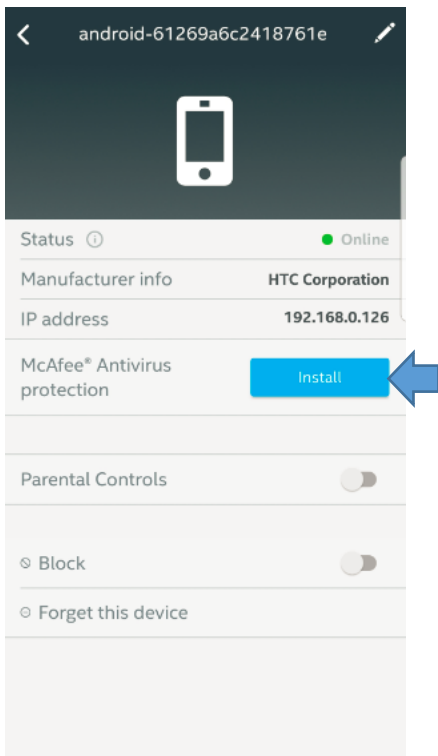 android-61269a6c2418761e
Status
Online
Manufacturer info
HTC Corporation
IP address
192.168.0.126
McAfee® Antivirus
protection
Install
Parental Controls
Block
Forget this device